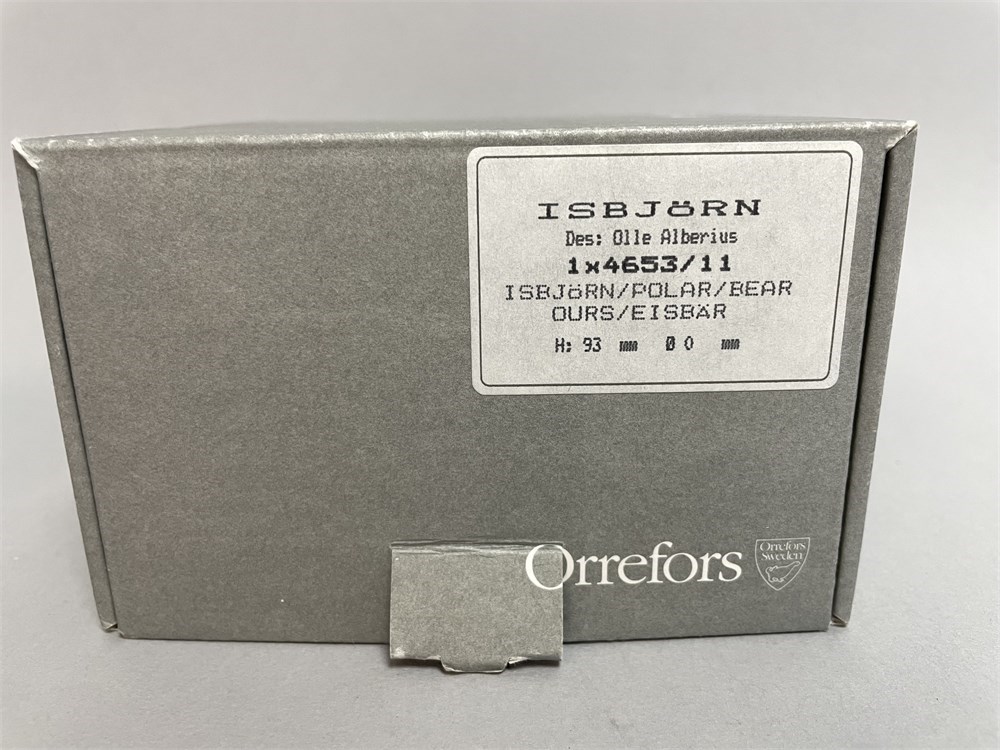 ISBJöRN
Des: Olle Alberius
1x4653/11
ISBJöRN/POLAR/BEAR
OURS/EISBÄR
H: 93 mm Ø 0 mm
Orrefors
Orrefors
Sweden